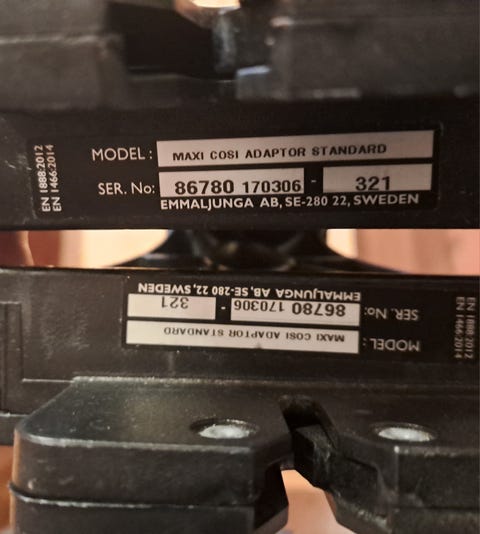 EN 1888:2012
EN 1466:2014
MODEL : MAXI COSI ADAPTOR STANDARD
SER. No: 86780 170306 - 321
EMMALJUNGA AB, SE-280 22, SWEDEN
EN 1888:2012
EN 1466:2014
MODEL : MAXI COSI ADAPTOR STANDARD
SER. No: 86780 170306 - 321
EMMALJUNGA AB, SE-280 22, SWEDEN